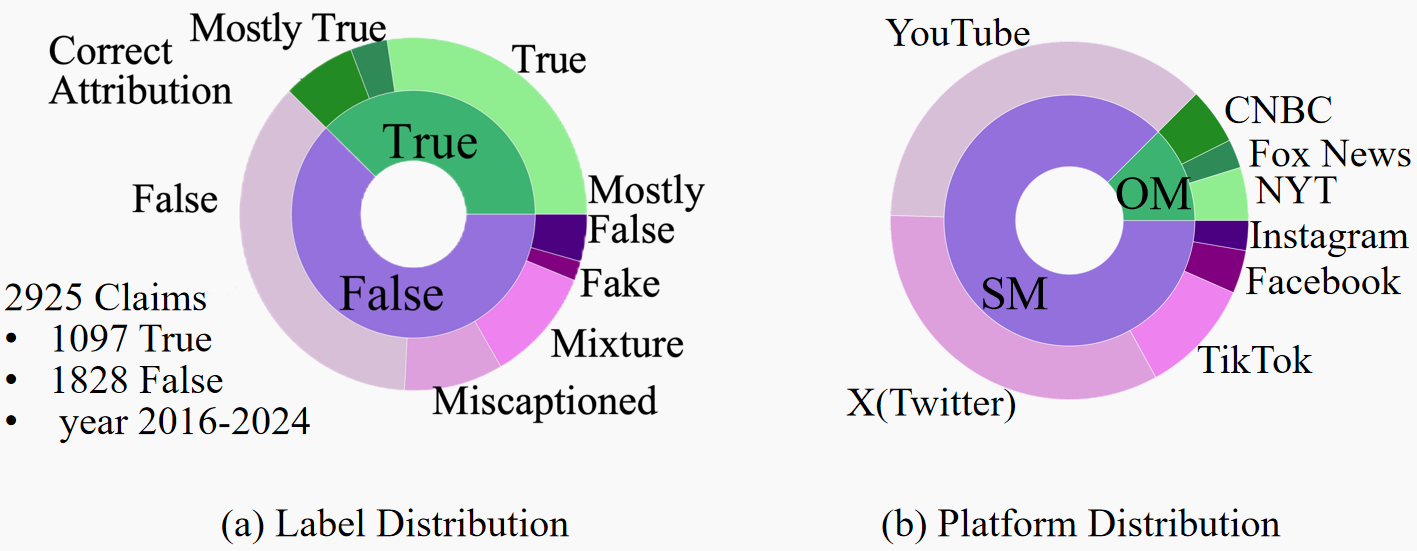 Mostly True
Correct
Attribution
True
True
False
Mostly
False
Fake
False
Mixture
Miscaptioned
2925 Claims
• 1097 True
• 1828 False
• year 2016-2024
(a) Label Distribution
YouTube
CNBC
Fox News
OM
NYT
Instagram
Facebook
SM
TikTok
X(Twitter)
(b) Platform Distribution